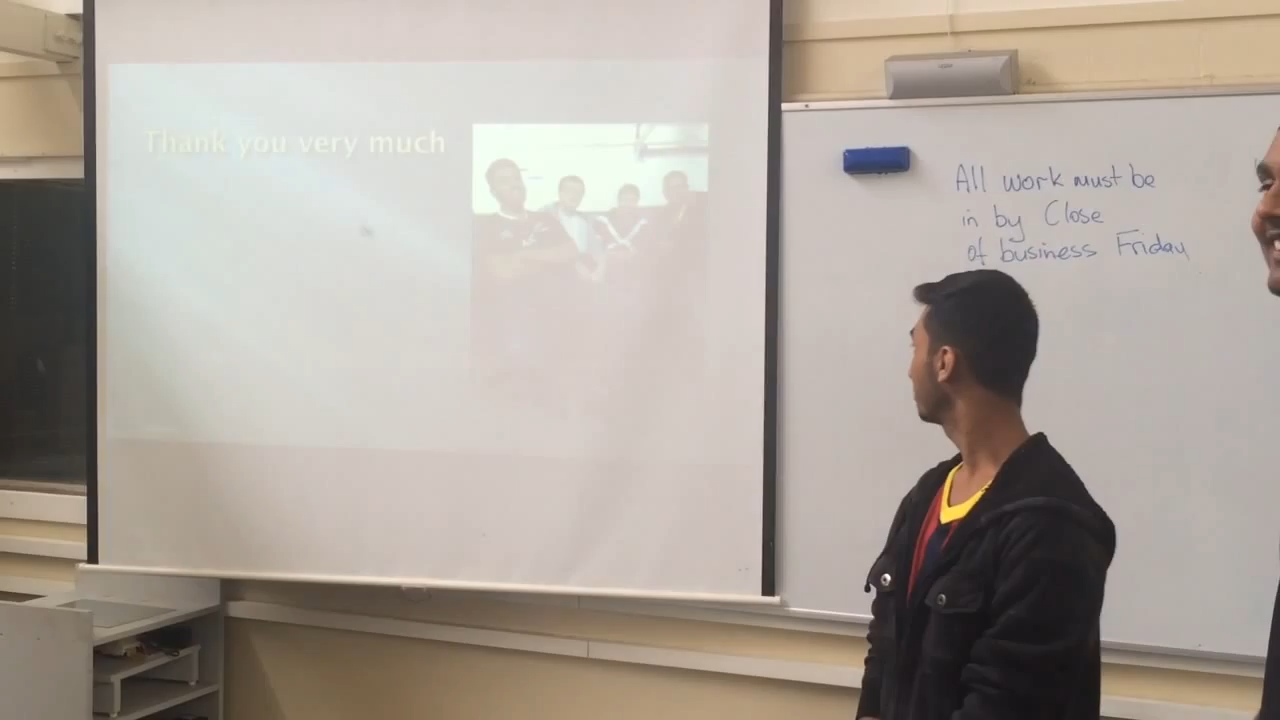 Thank you very much
All work must be
in by Close
of business Friday